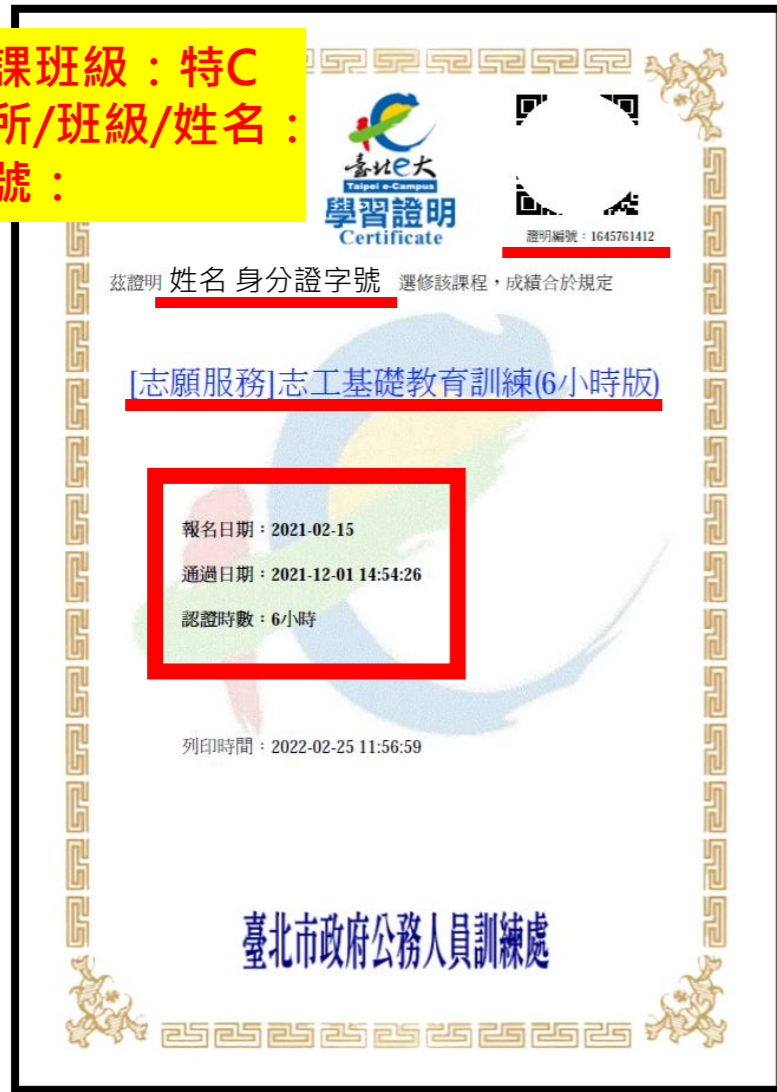 課班級：特C
所/班級/姓名：
號：
臺北e大
Taipei e-Campus
學習證明
Certificate
證明編號：1645761412
茲證明 姓名 身分證字號 選修該課程，成績合於規定
[志願服務]志工基礎教育訓練(6小時版)
報名日期：2021-02-15
通過日期：2021-12-01 14:54:26
認證時數：6小時
列印時間：2022-02-25 11:56:59
臺北市政府公務人員訓練處